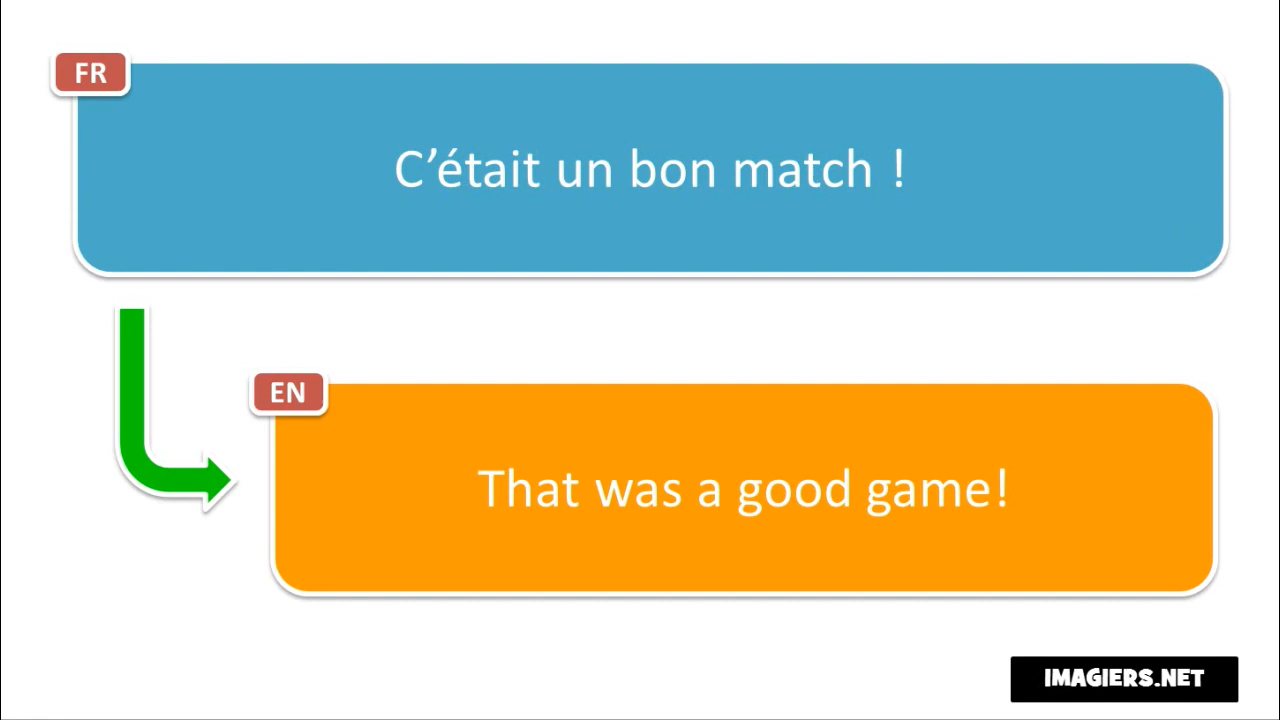 FR
C’était un bon match !
EN
That was a good game!
IMAGIERS.NET